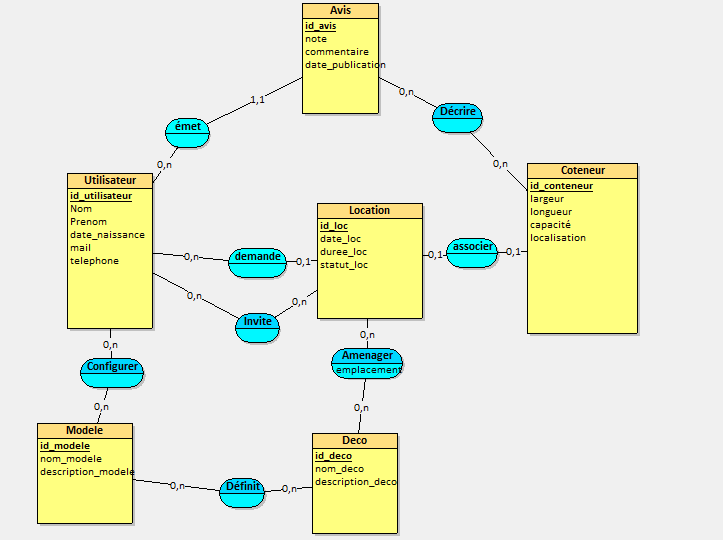 Avis
id_avis
note
commentaire
date_publication
1,1
0,n
Décrire
émet
0,n
0,n
Utilisateur
id_utilisateur
Nom
Prenom
date_naissance
mail
telephone
Coteneur
id_conteneur
largeur
longueur
capacité
localisation
Location
id_loc
date_loc
duree_loc
statut_loc
0,n
demande
0,1
0,1
associer
0,1
0,n
Invite
0,n
0,n
Configurer
0,n
0,n
Amenager
emplacement
0,n
Modele
id_modele
nom_modele
description_modele
Deco
id_deco
nom_deco
description_deco
0,n
Définit
0,n